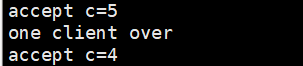 accept c=5
one client over
accept c=4